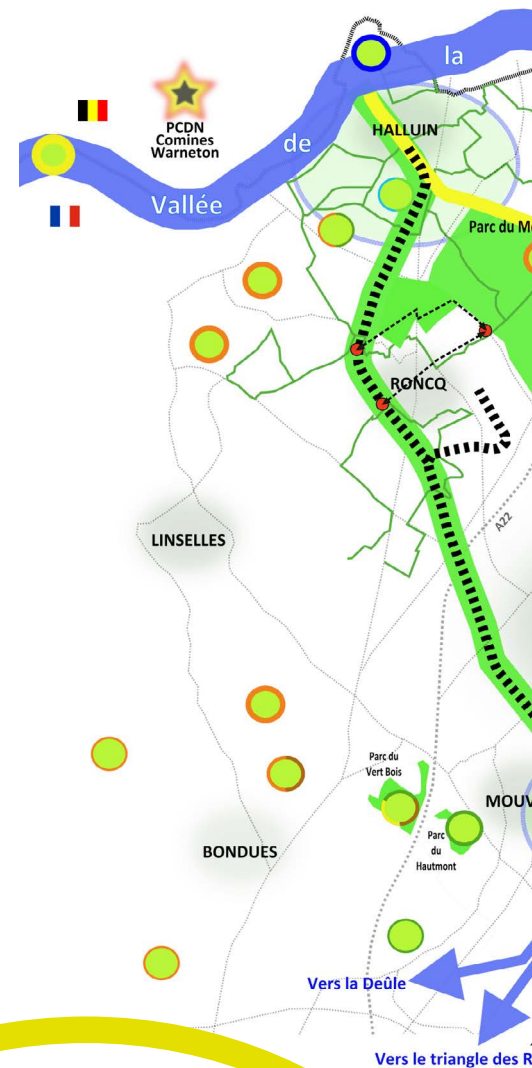 la
PCDN
Comines
Warneton
HALLUIN
de
Vallée
Parc du M
RONCQ
A22
LINSELLES
Parc du
Vert Bois
MOUV
Parc
du
Hautmont
BONDUES
Vers la Deûle
Vers le triangle des R